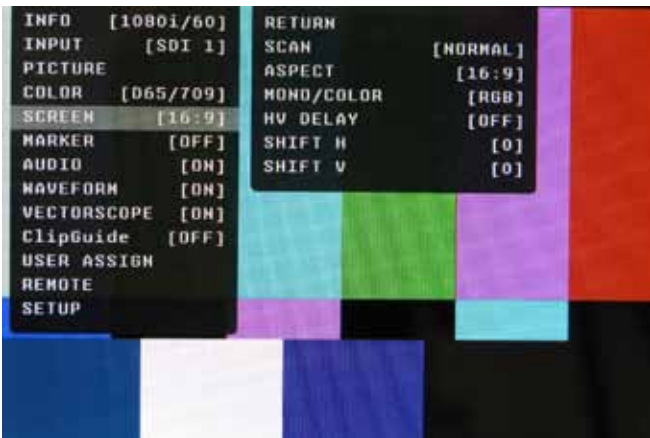 INFO [1080i/60]
INPUT [SDI 1]
PICTURE
COLOR [D65/709]
SCREEN [16:9]
MARKER [OFF]
AUDIO [ON]
WAVEFORM [ON]
VECTORSCOPE [ON]
ClipGuide [OFF]
USER ASSIGN
REMOTE
SETUP
RETURN
SCAN [NORMAL]
ASPECT [16:9]
MONO/COLOR [RGB]
HV DELAY [OFF]
SHIFT H [0]
SHIFT V [0]